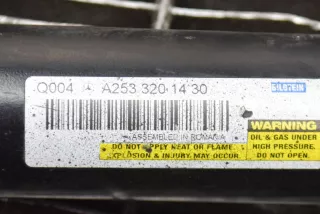 Q004 A253 320 14 30
BILSTEIN
ASSEMBLED IN ROMANIA
WARNING
DO NOT APPLY HEAT OR FLAME.
EXPLOSION & INJURY MAY OCCUR.
OIL & GAS UNDER
HIGH PRESSURE.
DO NOT OPEN.